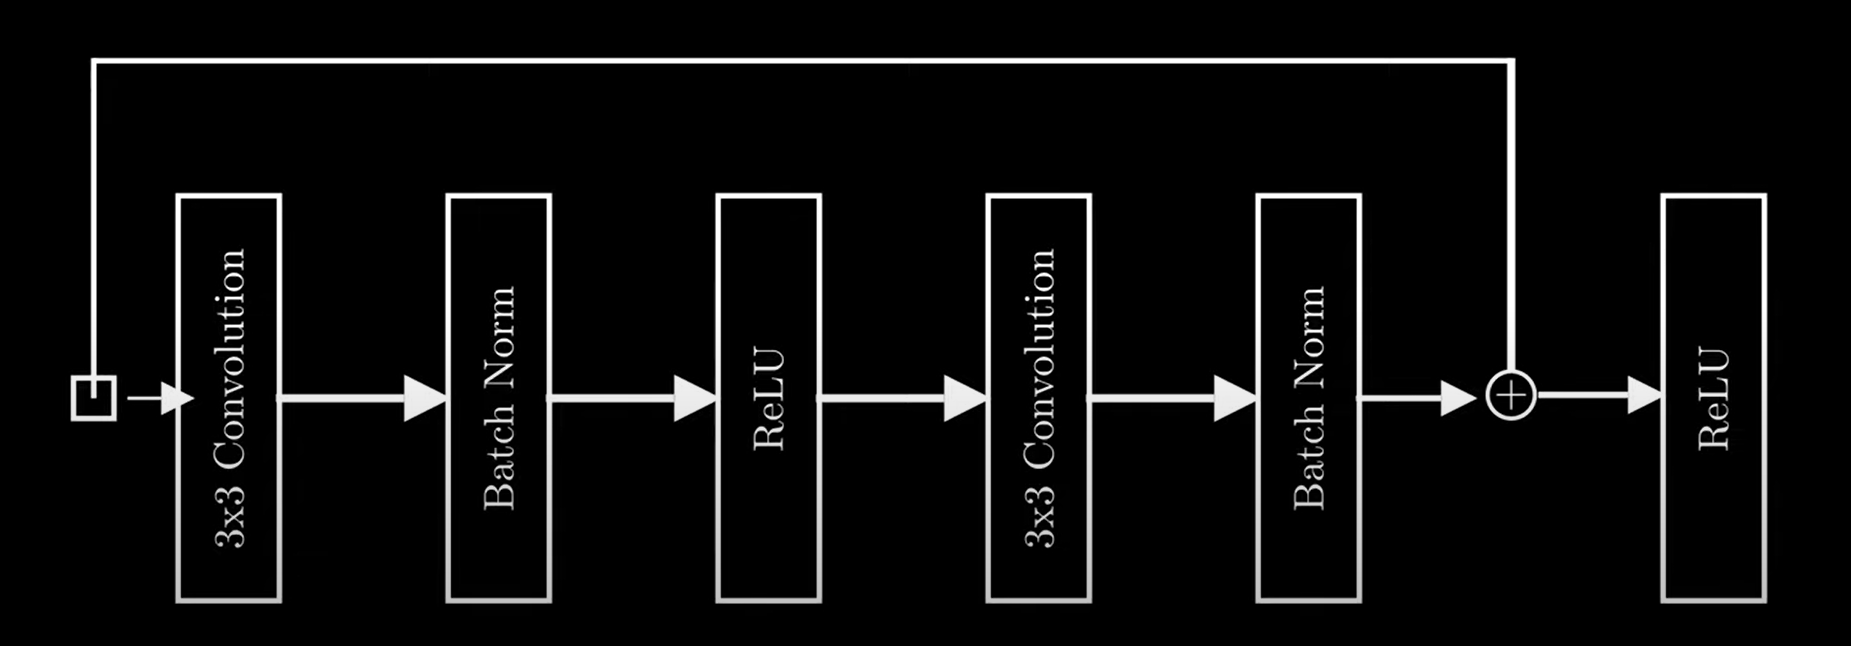 3x3 Convolution
Batch Norm
ReLU
3x3 Convolution
Batch Norm
+
ReLU